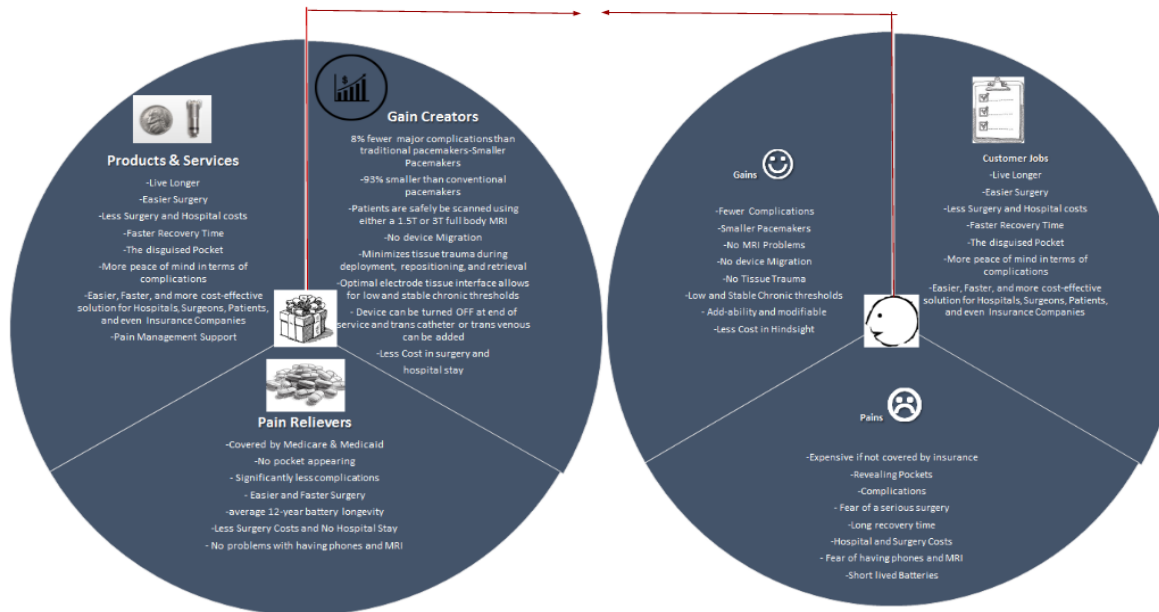 Products & Services
-Live Longer
-Easier Surgery
-Less Surgery and Hospital costs
-Faster Recovery Time
-The disguised Pocket
-More peace of mind in terms of
complications
-Easier, Faster, and more cost-effective
solution for Hospitals, Surgeons, Patients,
and even Insurance Companies
-Pain Management Support
$
Gain Creators
8% fewer major complications than
traditional pacemakers-Smaller
Pacemakers
-93% smaller than conventional
pacemakers
-Patients are safely be scanned using
either a 1.5T or 3T full body MRI
-No device Migration
-Minimizes tissue trauma during
deployment, repositioning, and retrieval
-Optimal electrode tissue interface allows
for low and stable chronic thresholds
- Device can be turned OFF at end of
service and trans catheter or trans venous
can be added
-Less Cost in surgery and
hospital stay
Pain Relievers
-Covered by Medicare & Medicaid
-No pocket appearing
- Significantly less complications
- Easier and Faster Surgery
-average 12-year battery longevity
-Less Surgery Costs and No Hospital Stay
- No problems with having phones and MRI
Gains
-Fewer Complications
-Smaller Pacemakers
-No MRI Problems
-No device Migration
-No Tissue Trauma
-Low and Stable Chronic thresholds
- Add-ability and modifiable
-Less Cost in Hindsight
Customer Jobs
-Live Longer
-Easier Surgery
-Less Surgery and Hospital costs
-Faster Recovery Time
-The disguised Pocket
-More peace of mind in terms of
complications
-Easier, Faster, and more cost-effective
solution for Hospitals, Surgeons, Patients,
and even Insurance Companies
Pains
-Expensive if not covered by insurance
-Revealing Pockets
-Complications
- Fear of a serious surgery
-Long recovery time
-Hospital and Surgery Costs
- Fear of having phones and MRI
-Short lived Batteries